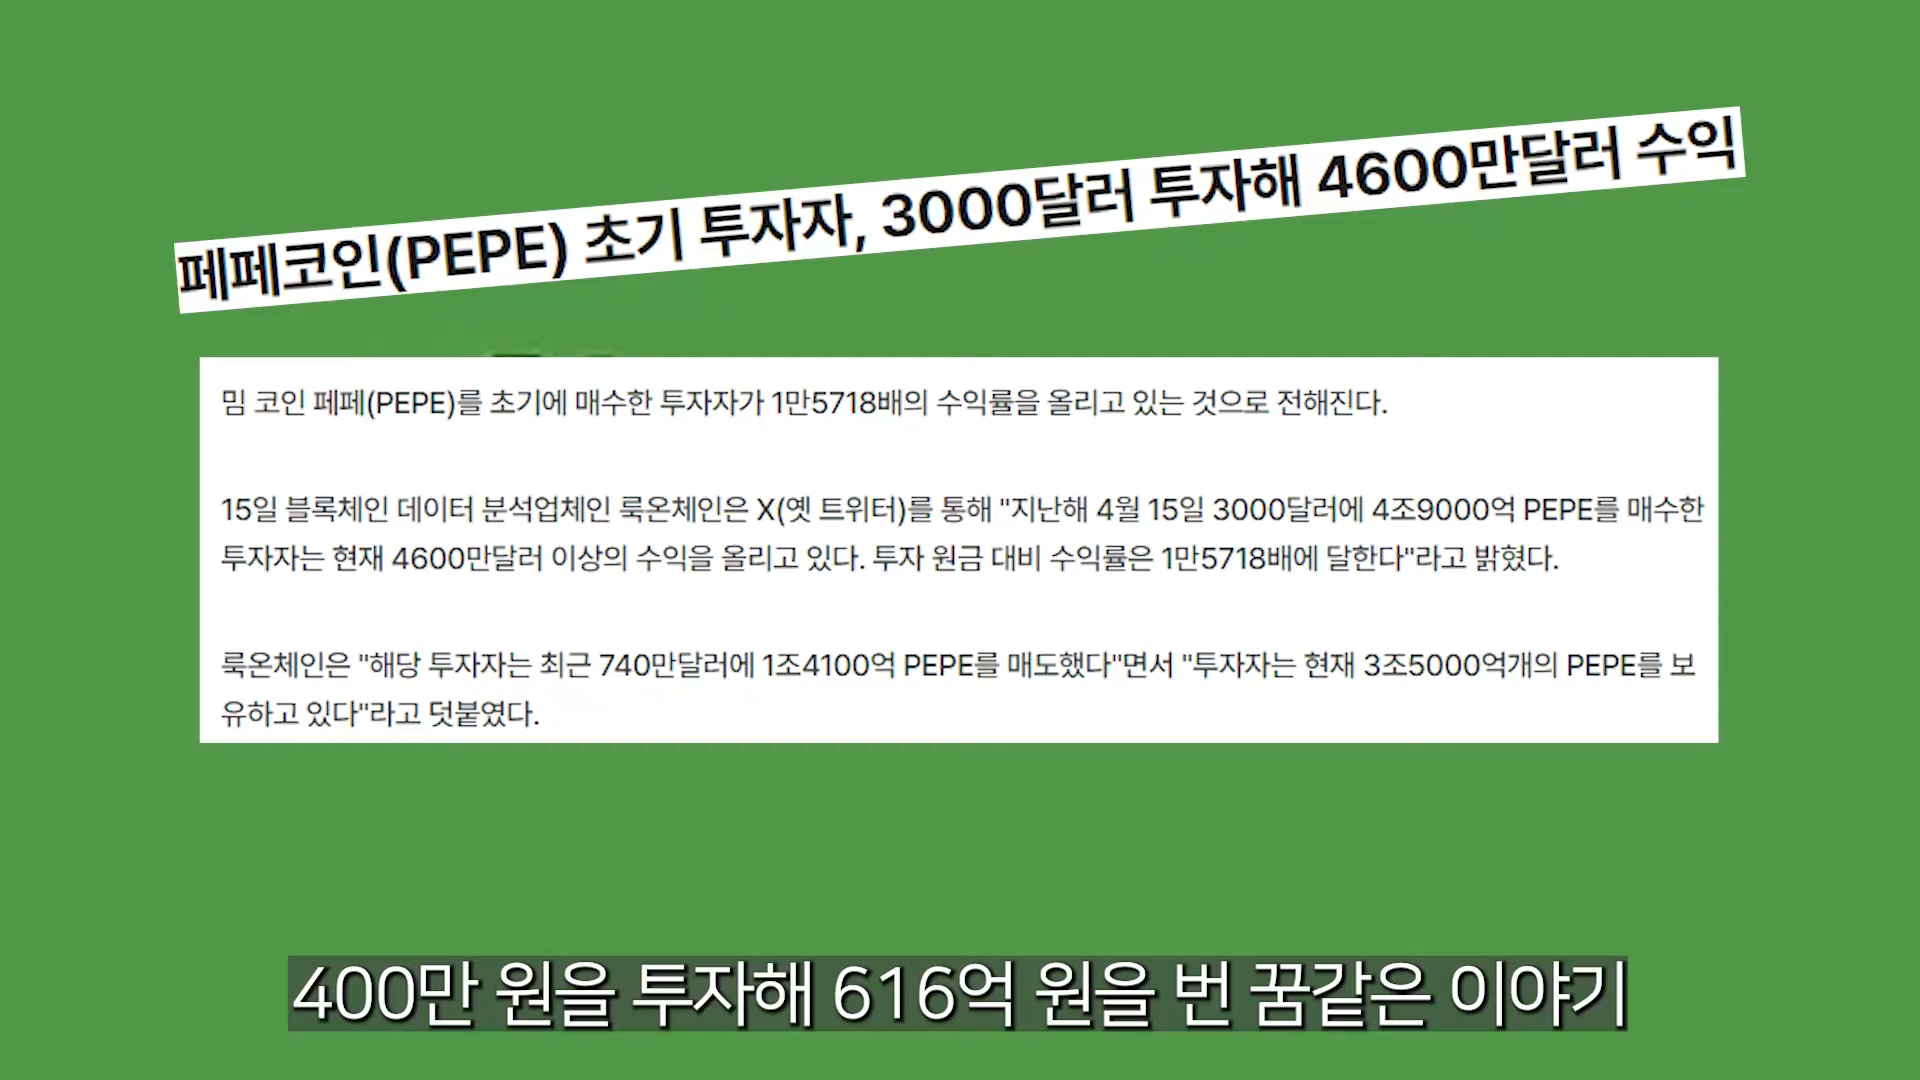 페페코인(PEPE) 초기 투자자, 3000달러 투자해 4600만달러 수익
밈 코인 페페(PEPE)를 초기에 매수한 투자자가 1만5718배의 수익률을 올리고 있는 것으로 전해진다.
15일 블록체인 데이터 분석업체인 룩온체인은 X(옛 트위터)를 통해 "지난해 4월 15일 3000달러에 4조9000억 PEPE를 매수한
투자자는 현재 4600만달러 이상의 수익을 올리고 있다. 투자 원금 대비 수익률은 1만5718배에 달한다"라고 밝혔다.
룩온체인은 "해당 투자자는 최근 740만달러에 1조4100억 PEPE를 매도했다"면서 "투자자는 현재 3조5000억개의 PEPE를 보
유하고 있다"라고 덧붙였다.
400만 원을 투자해 616억 원을 번 꿈같은 이야기